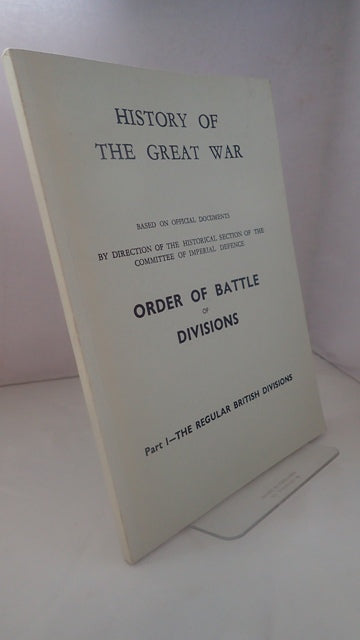 HISTORY OF
THE GREAT WAR
BASED ON OFFICIAL DOCUMENTS
BY DIRECTION OF THE HISTORICAL SECTION OF THE
COMMITTEE OF IMPERIAL DEFENCE
ORDER OF BATTLE
OF
DIVISIONS
Part I—THE REGULAR BRITISH DIVISIONS